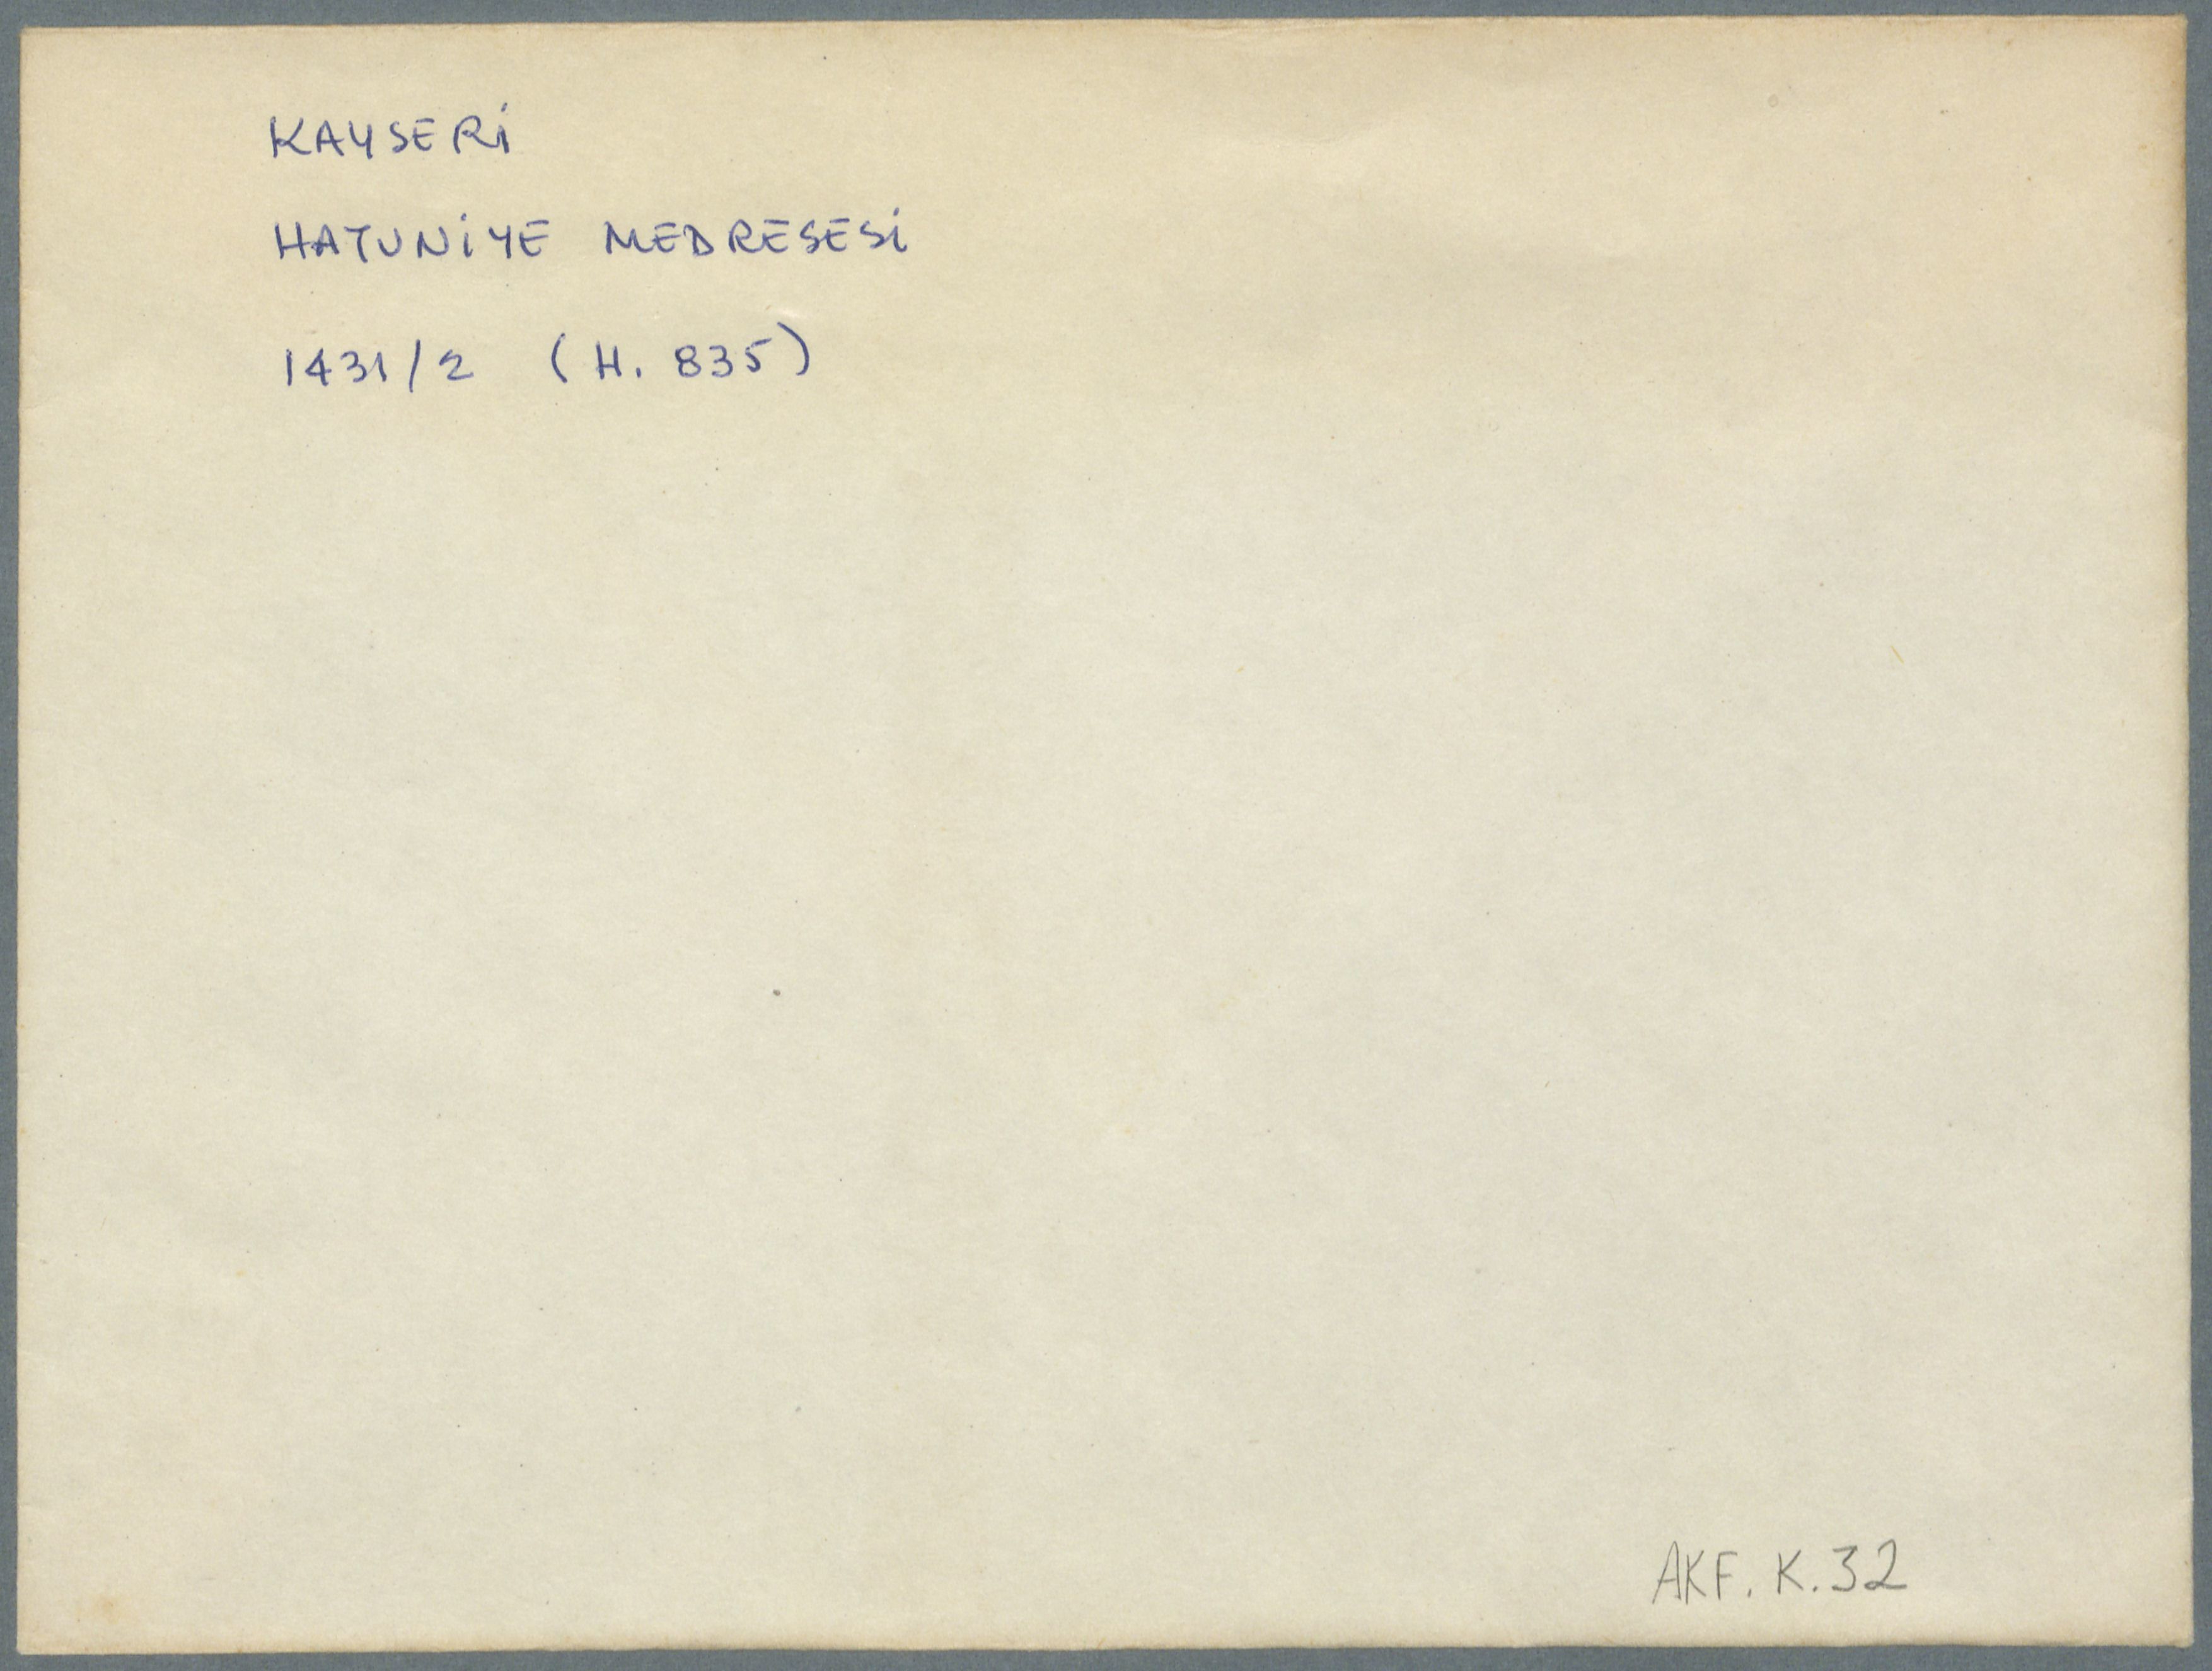 KAYSERİ
HATUNİYE MEDRESESİ
1431/2 (H. 835)
AKF. K.32